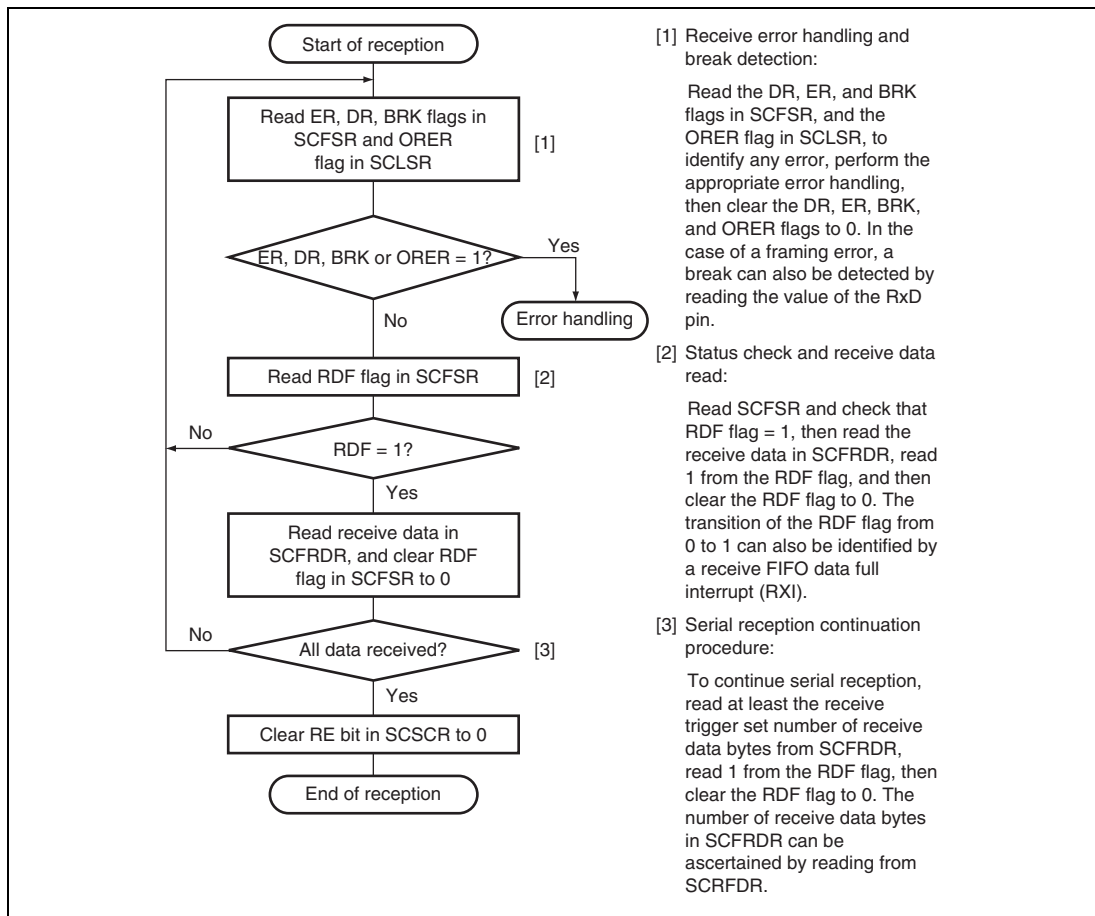 Start of reception
Read ER, DR, BRK flags in
SCFSR and ORER
flag in SCLSR
[1]
ER, DR, BRK or ORER = 1?
Yes
Error handling
No
Read RDF flag in SCFSR
[2]
No
RDF = 1?
Yes
Read receive data in
SCFRDR, and clear RDF
flag in SCFSR to 0
No
All data received?
[3]
Yes
Clear RE bit in SCSCR to 0
End of reception
[1] Receive error handling and
break detection:
Read the DR, ER, and BRK
flags in SCFSR, and the
ORER flag in SCLSR, to
identify any error, perform the
appropriate error handling,
then clear the DR, ER, BRK,
and ORER flags to 0. In the
case of a framing error, a
break can also be detected by
reading the value of the RxD
pin.
[2] Status check and receive data
read:
Read SCFSR and check that
RDF flag = 1, then read the
receive data in SCFRDR, read
1 from the RDF flag, and then
clear the RDF flag to 0. The
transition of the RDF flag from
0 to 1 can also be identified by
a receive FIFO data full
interrupt (RXI).
[3] Serial reception continuation
procedure:
To continue serial reception,
read at least the receive
trigger set number of receive
data bytes from SCFRDR,
read 1 from the RDF flag, then
clear the RDF flag to 0. The
number of receive data bytes
in SCFRDR can be
ascertained by reading from
SCRFDR.